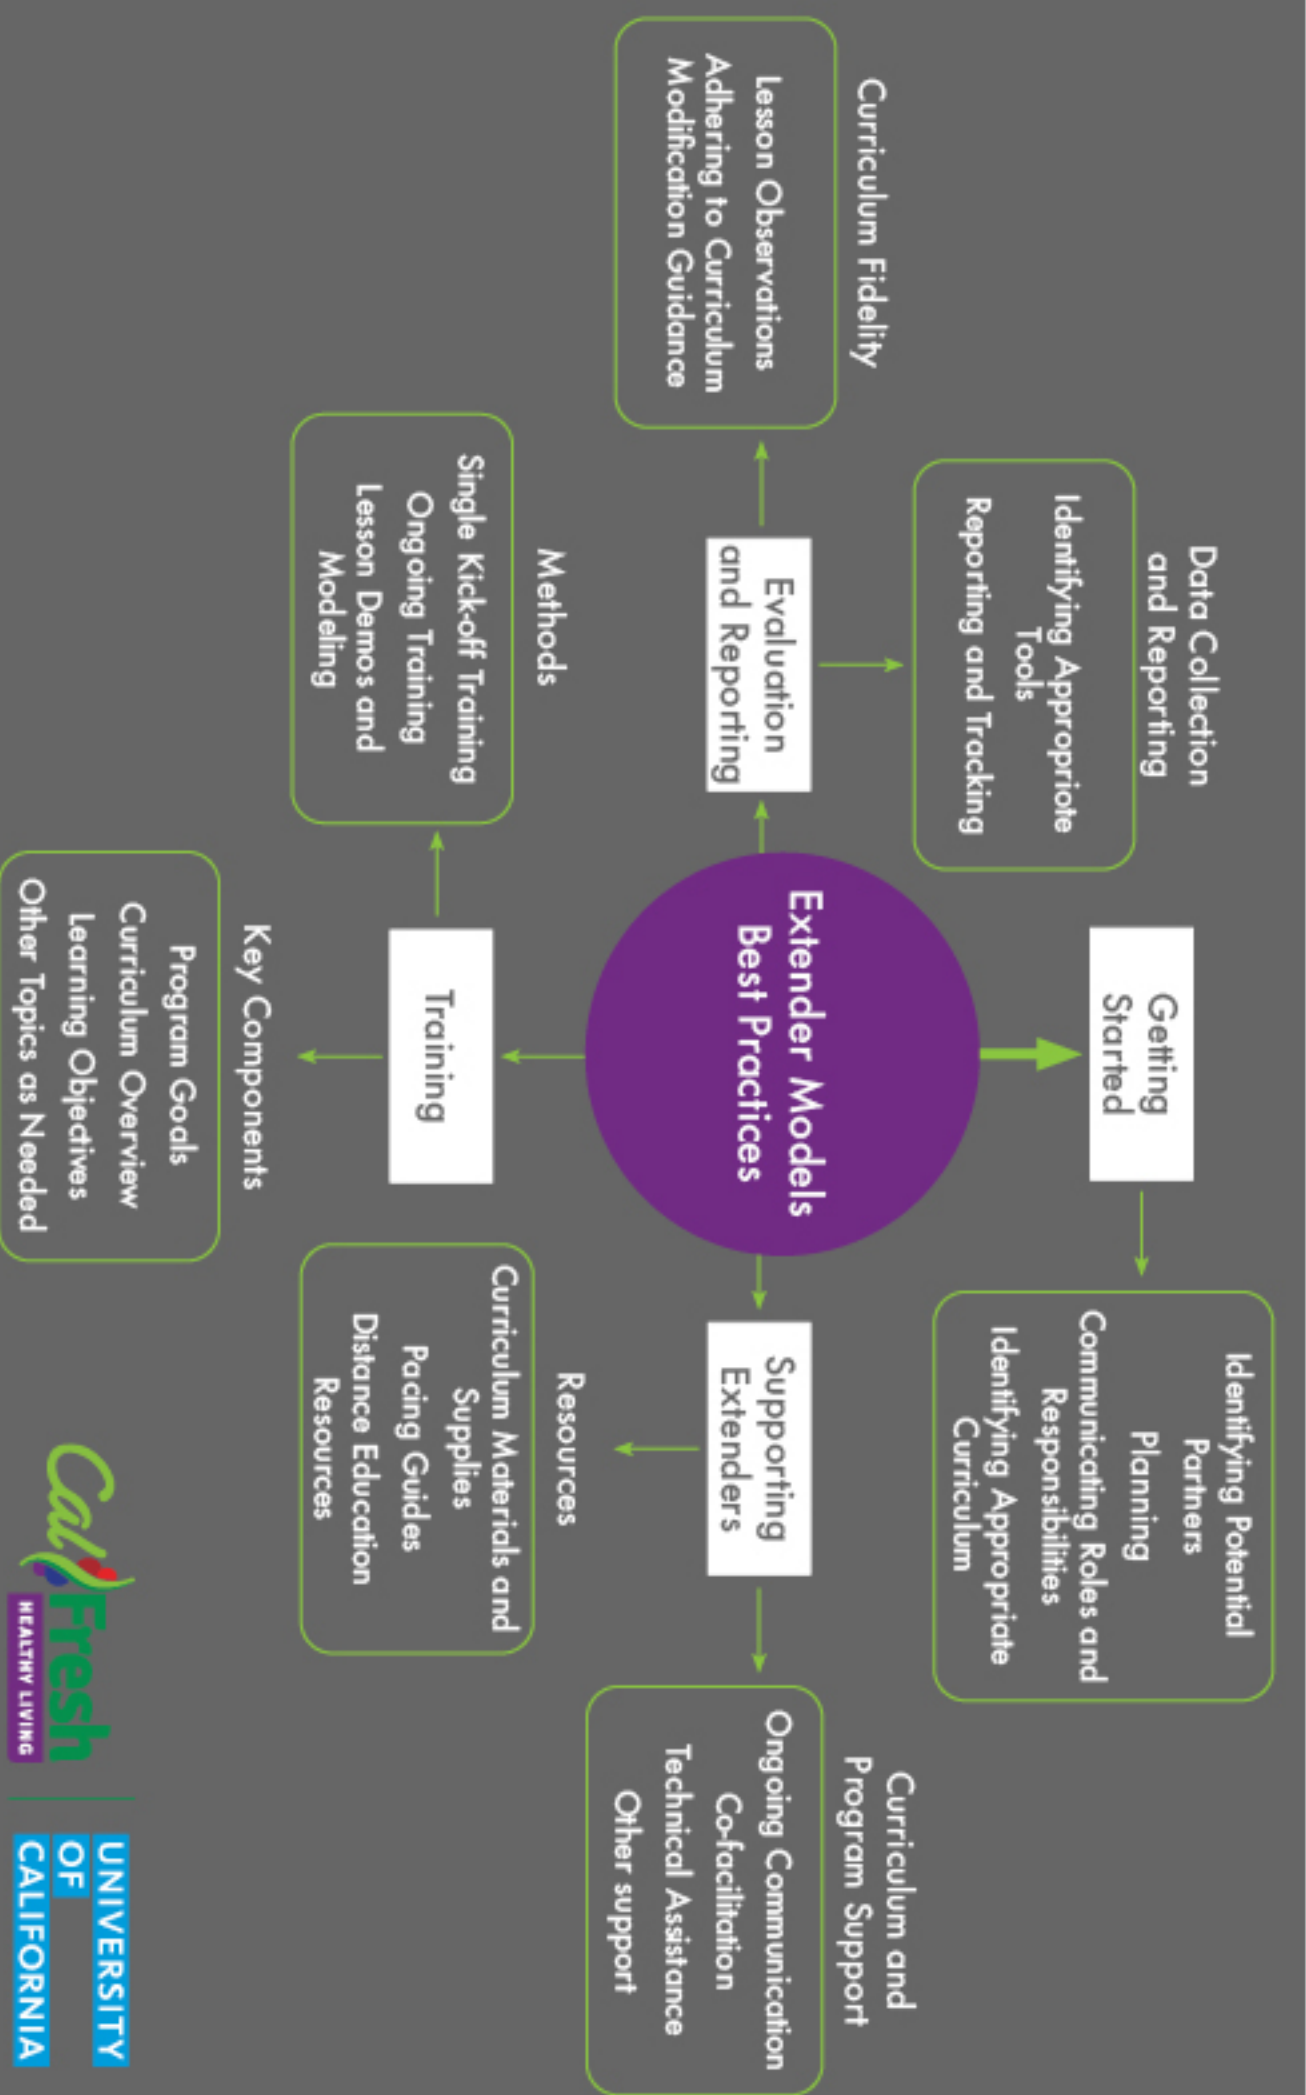 Data Collection
and Reporting
Identifying Appropriote
Tools
Reporting and Tracking
Getting
Started
Identifying Potential
Partners
Planning
Communicating Roles and
Responsibilities
Identifying Appropriate
Curriculum
Curriculum Fidelity
Lesson Observations
Adhering to Curriculum
Modification Guidance
Evaluation
and Reporting
Extender Models
Best Practices
Supporting
Extenders
Curriculum and
Program Support
Ongoing Communication
Co-facilitation
Technical Assistance
Other support
Methods
Single Kick-off Training
Ongoing Training
Lesson Demos and
Modeling
Training
Resources
Curriculum Materials and
Supplies
Pacing Guides
Distance Education
Resources
Key Components
Program Goals
Curriculum Overview
Learning Objectives
Other Topics as Needed
CalFresh
HEALTHY LIVING
UNIVERSITY
OF
CALIFORNIA